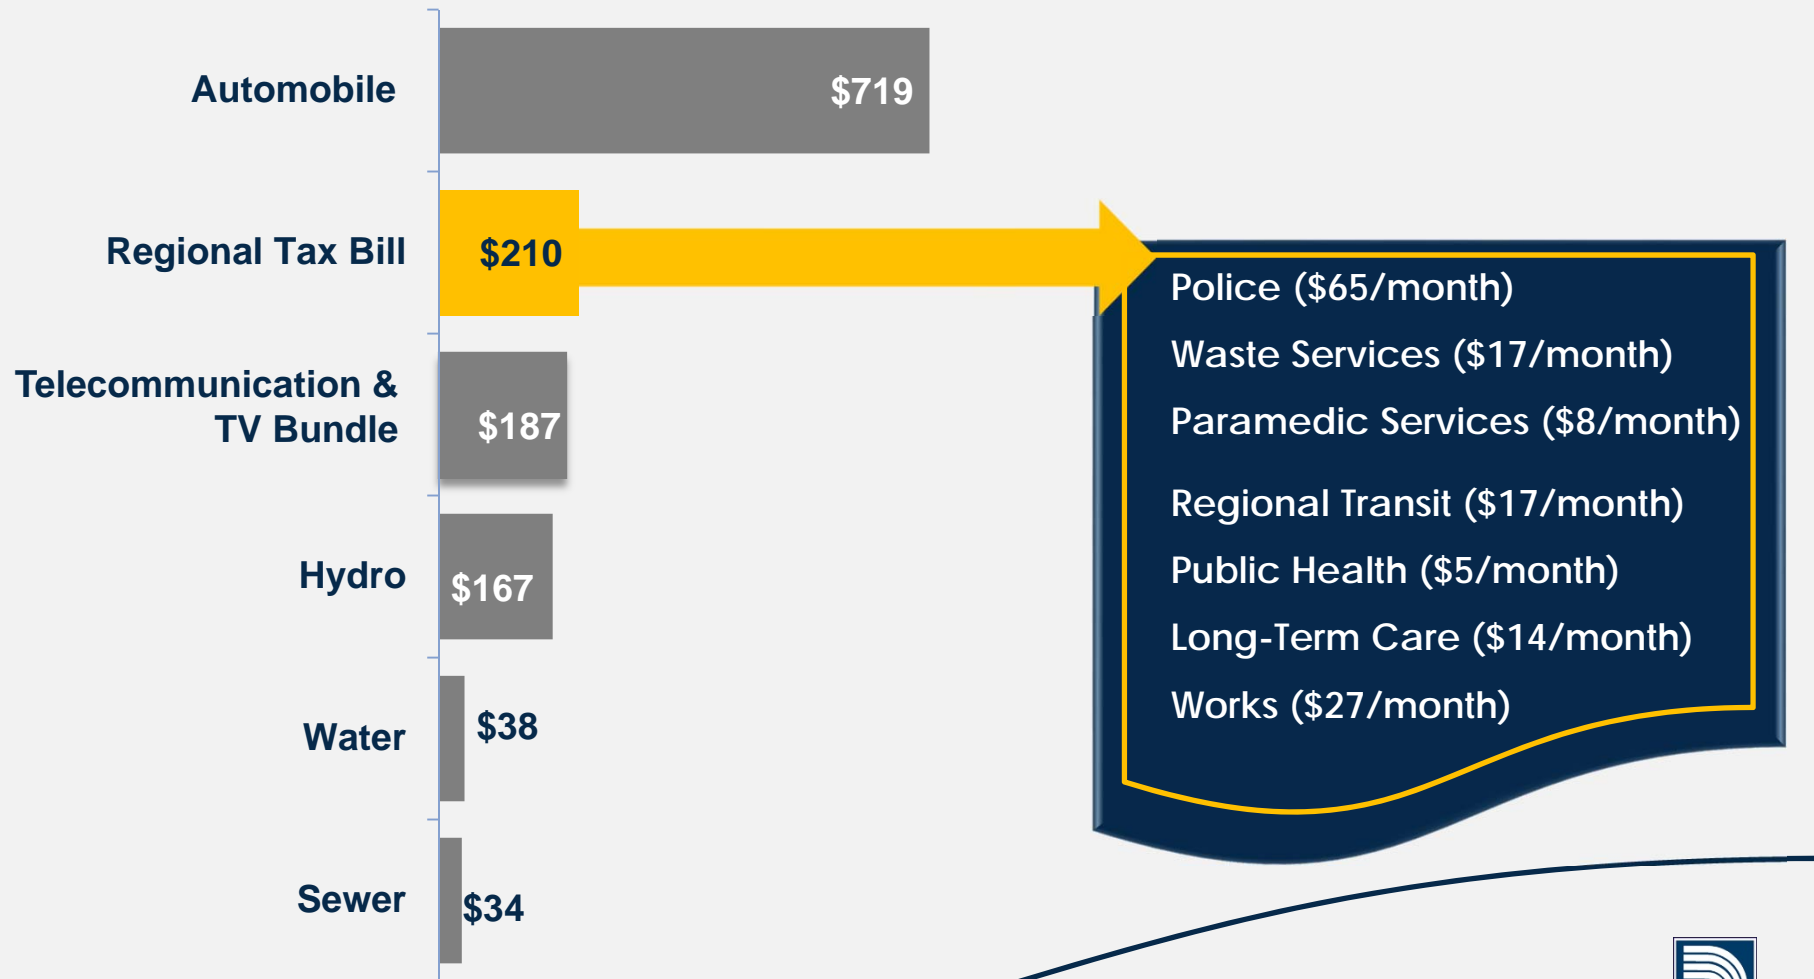 Automobile
$719
Regional Tax Bill
$210
Telecommunication &
TV Bundle
$187
Hydro
$167
Water
$38
Sewer
$34
Police ($65/month)
Waste Services ($17/month)
Paramedic Services ($8/month)
Regional Transit ($17/month)
Public Health ($5/month)
Long-Term Care ($14/month)
Works ($27/month)